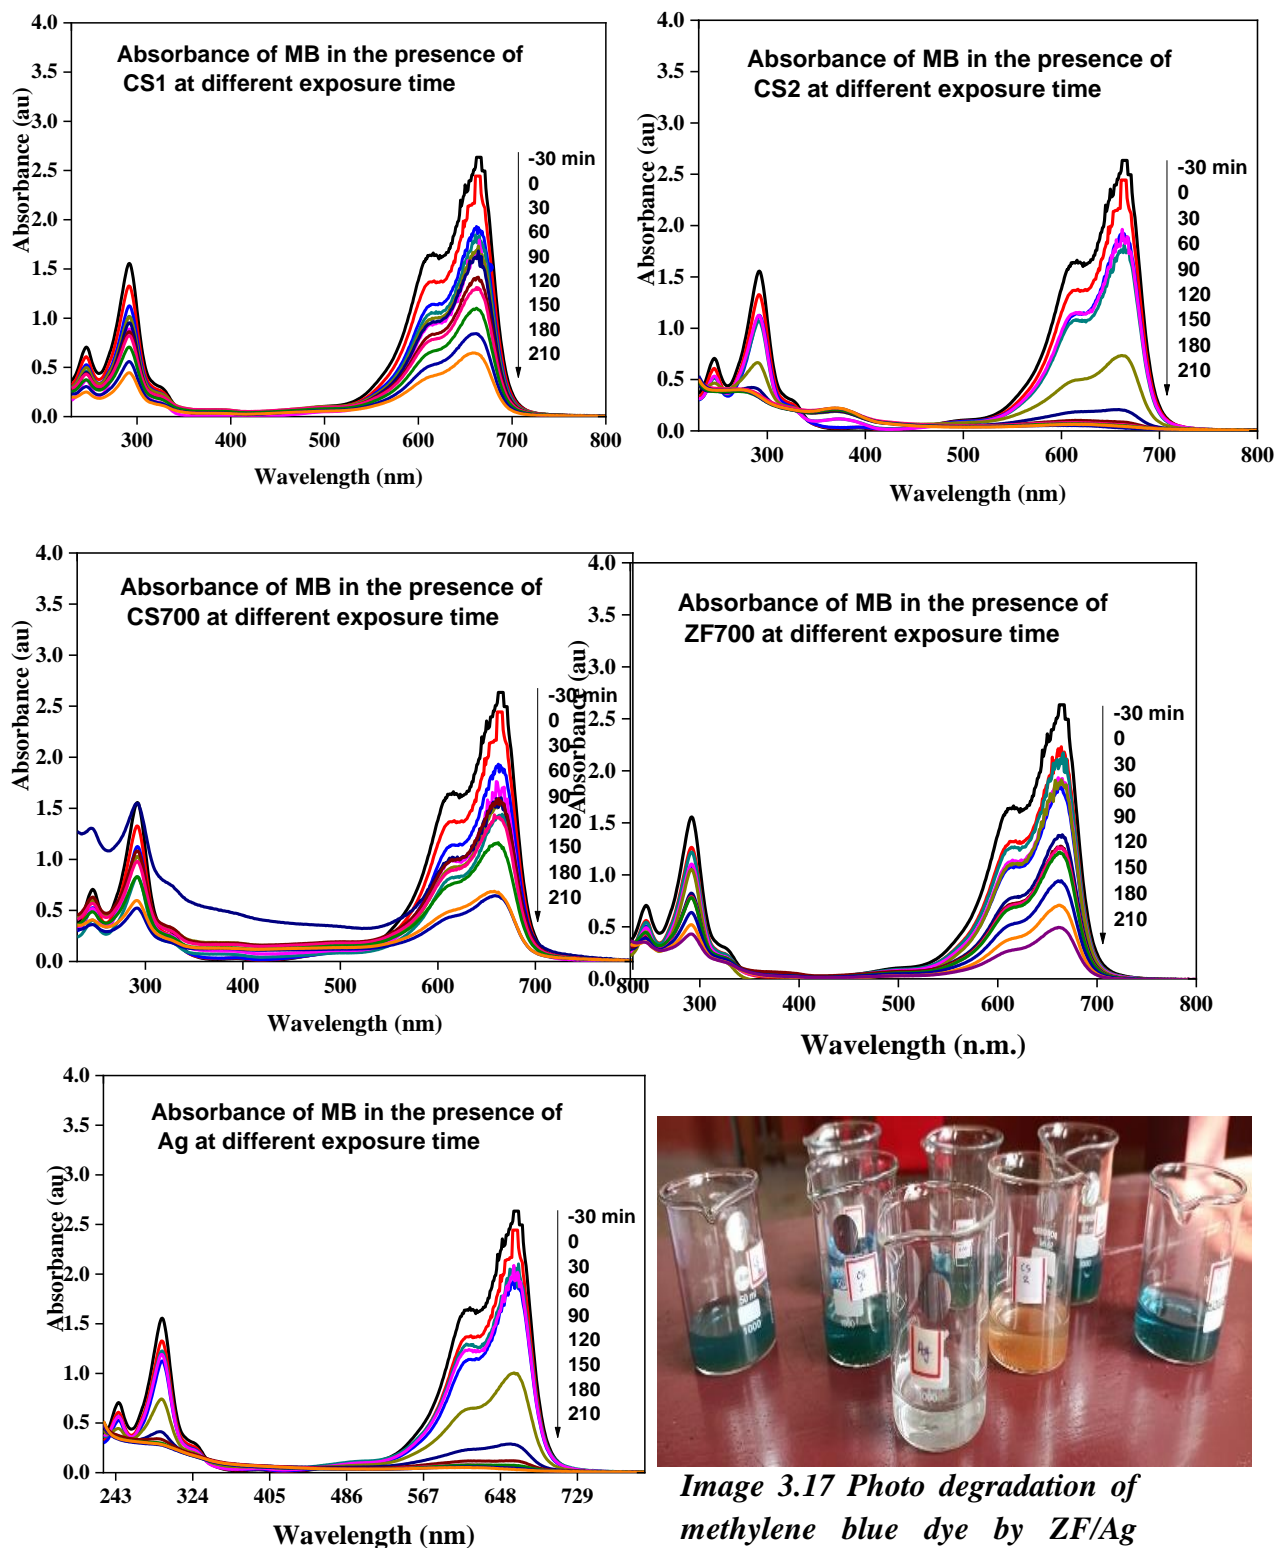 Absorbance of MB in the presence of
CS1 at different exposure time
Absorbance (au)
4.0
3.5
3.0
2.5
2.0
1.5
1.0
0.5
0.0
-30 min
0
30
60
90
120
150
180
210
300 400 500 600 700 800
Wavelength (nm)
Absorbance of MB in the presence of
CS2 at different exposure time
Absorbance (au)
4.0
3.5
3.0
2.5
2.0
1.5
1.0
0.5
0.0
-30 min
0
30
60
90
120
150
180
210
300 400 500 600 700 800
Wavelength (nm)
Absorbance of MB in the presence of
CS700 at different exposure time
Absorbance (au)
4.0
3.5
3.0
2.5
2.0
1.5
1.0
0.5
0.0
-30 min
0
30
60
90
120
150
180
210
300 400 500 600 700
Wavelength (nm)
Absorbance of MB in the presence of
ZF700 at different exposure time
Absorbance (au)
4.0
3.5
3.0
2.5
2.0
1.5
1.0
0.5
0.0
-30 min
0
30
60
90
120
150
180
210
300 400 500 600 700 800
Wavelength (n.m.)
Absorbance of MB in the presence of
Ag at different exposure time
Absorbance (au)
4.0
3.5
3.0
2.5
2.0
1.5
1.0
0.5
0.0
-30 min
0
30
60
90
120
150
180
210
243 324 405 486 567 648 729
Wavelength (nm)
CS
1
CS
2
Ag
50 ml
1000
Image 3.17 Photo degradation of
methylene blue dye by ZF/Ag